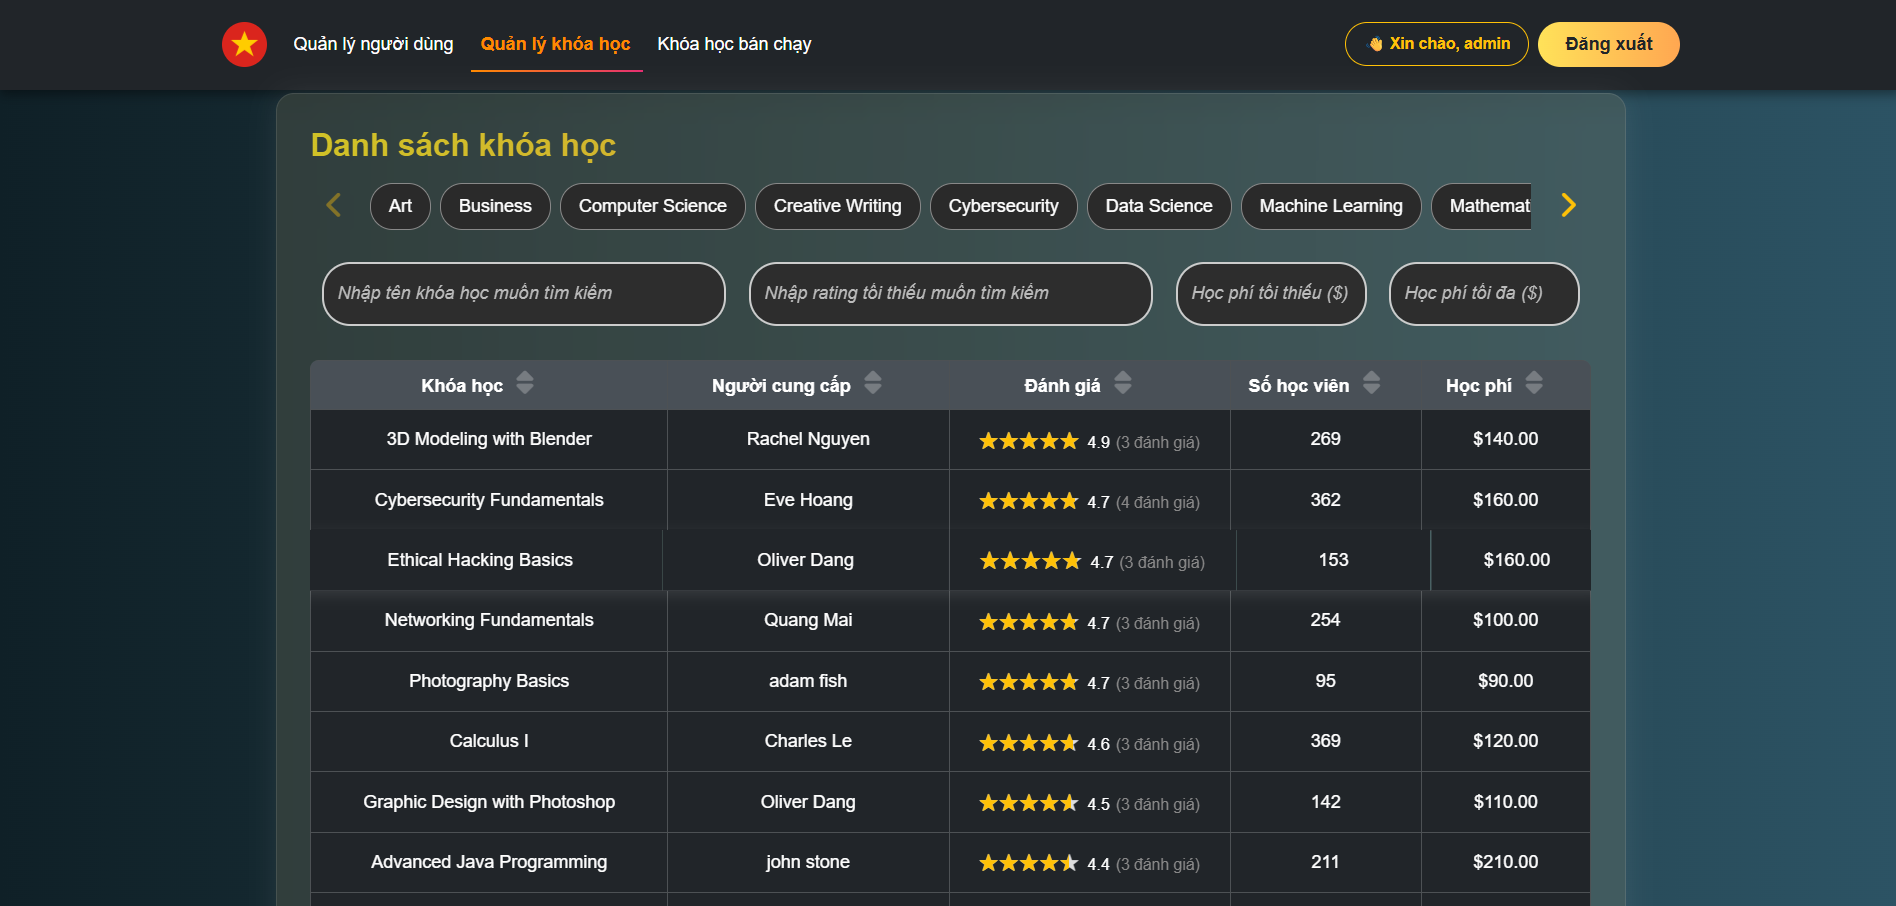 Quản lý người dùng Quản lý khóa học Khóa học bán chạy 👋 Xin chào, admin Đăng xuất
Danh sách khóa học
Art Business Computer Science Creative Writing Cybersecurity Data Science Machine Learning Mathemati
Nhập tên khóa học muốn tìm kiếm Nhập rating tối thiểu muốn tìm kiếm Học phí tối thiểu ($) Học phí tối đa ($)
Khóa học Người cung cấp Đánh giá Số học viên Học phí
3D Modeling with Blender Rachel Nguyen 4.9 (3 đánh giá) 269 $140.00
Cybersecurity Fundamentals Eve Hoang 4.7 (4 đánh giá) 362 $160.00
Ethical Hacking Basics Oliver Dang 4.7 (3 đánh giá) 153 $160.00
Networking Fundamentals Quang Mai 4.7 (3 đánh giá) 254 $100.00
Photography Basics adam fish 4.7 (3 đánh giá) 95 $90.00
Calculus I Charles Le 4.6 (3 đánh giá) 369 $120.00
Graphic Design with Photoshop Oliver Dang 4.5 (3 đánh giá) 142 $110.00
Advanced Java Programming john stone 4.4 (3 đánh giá) 211 $210.00